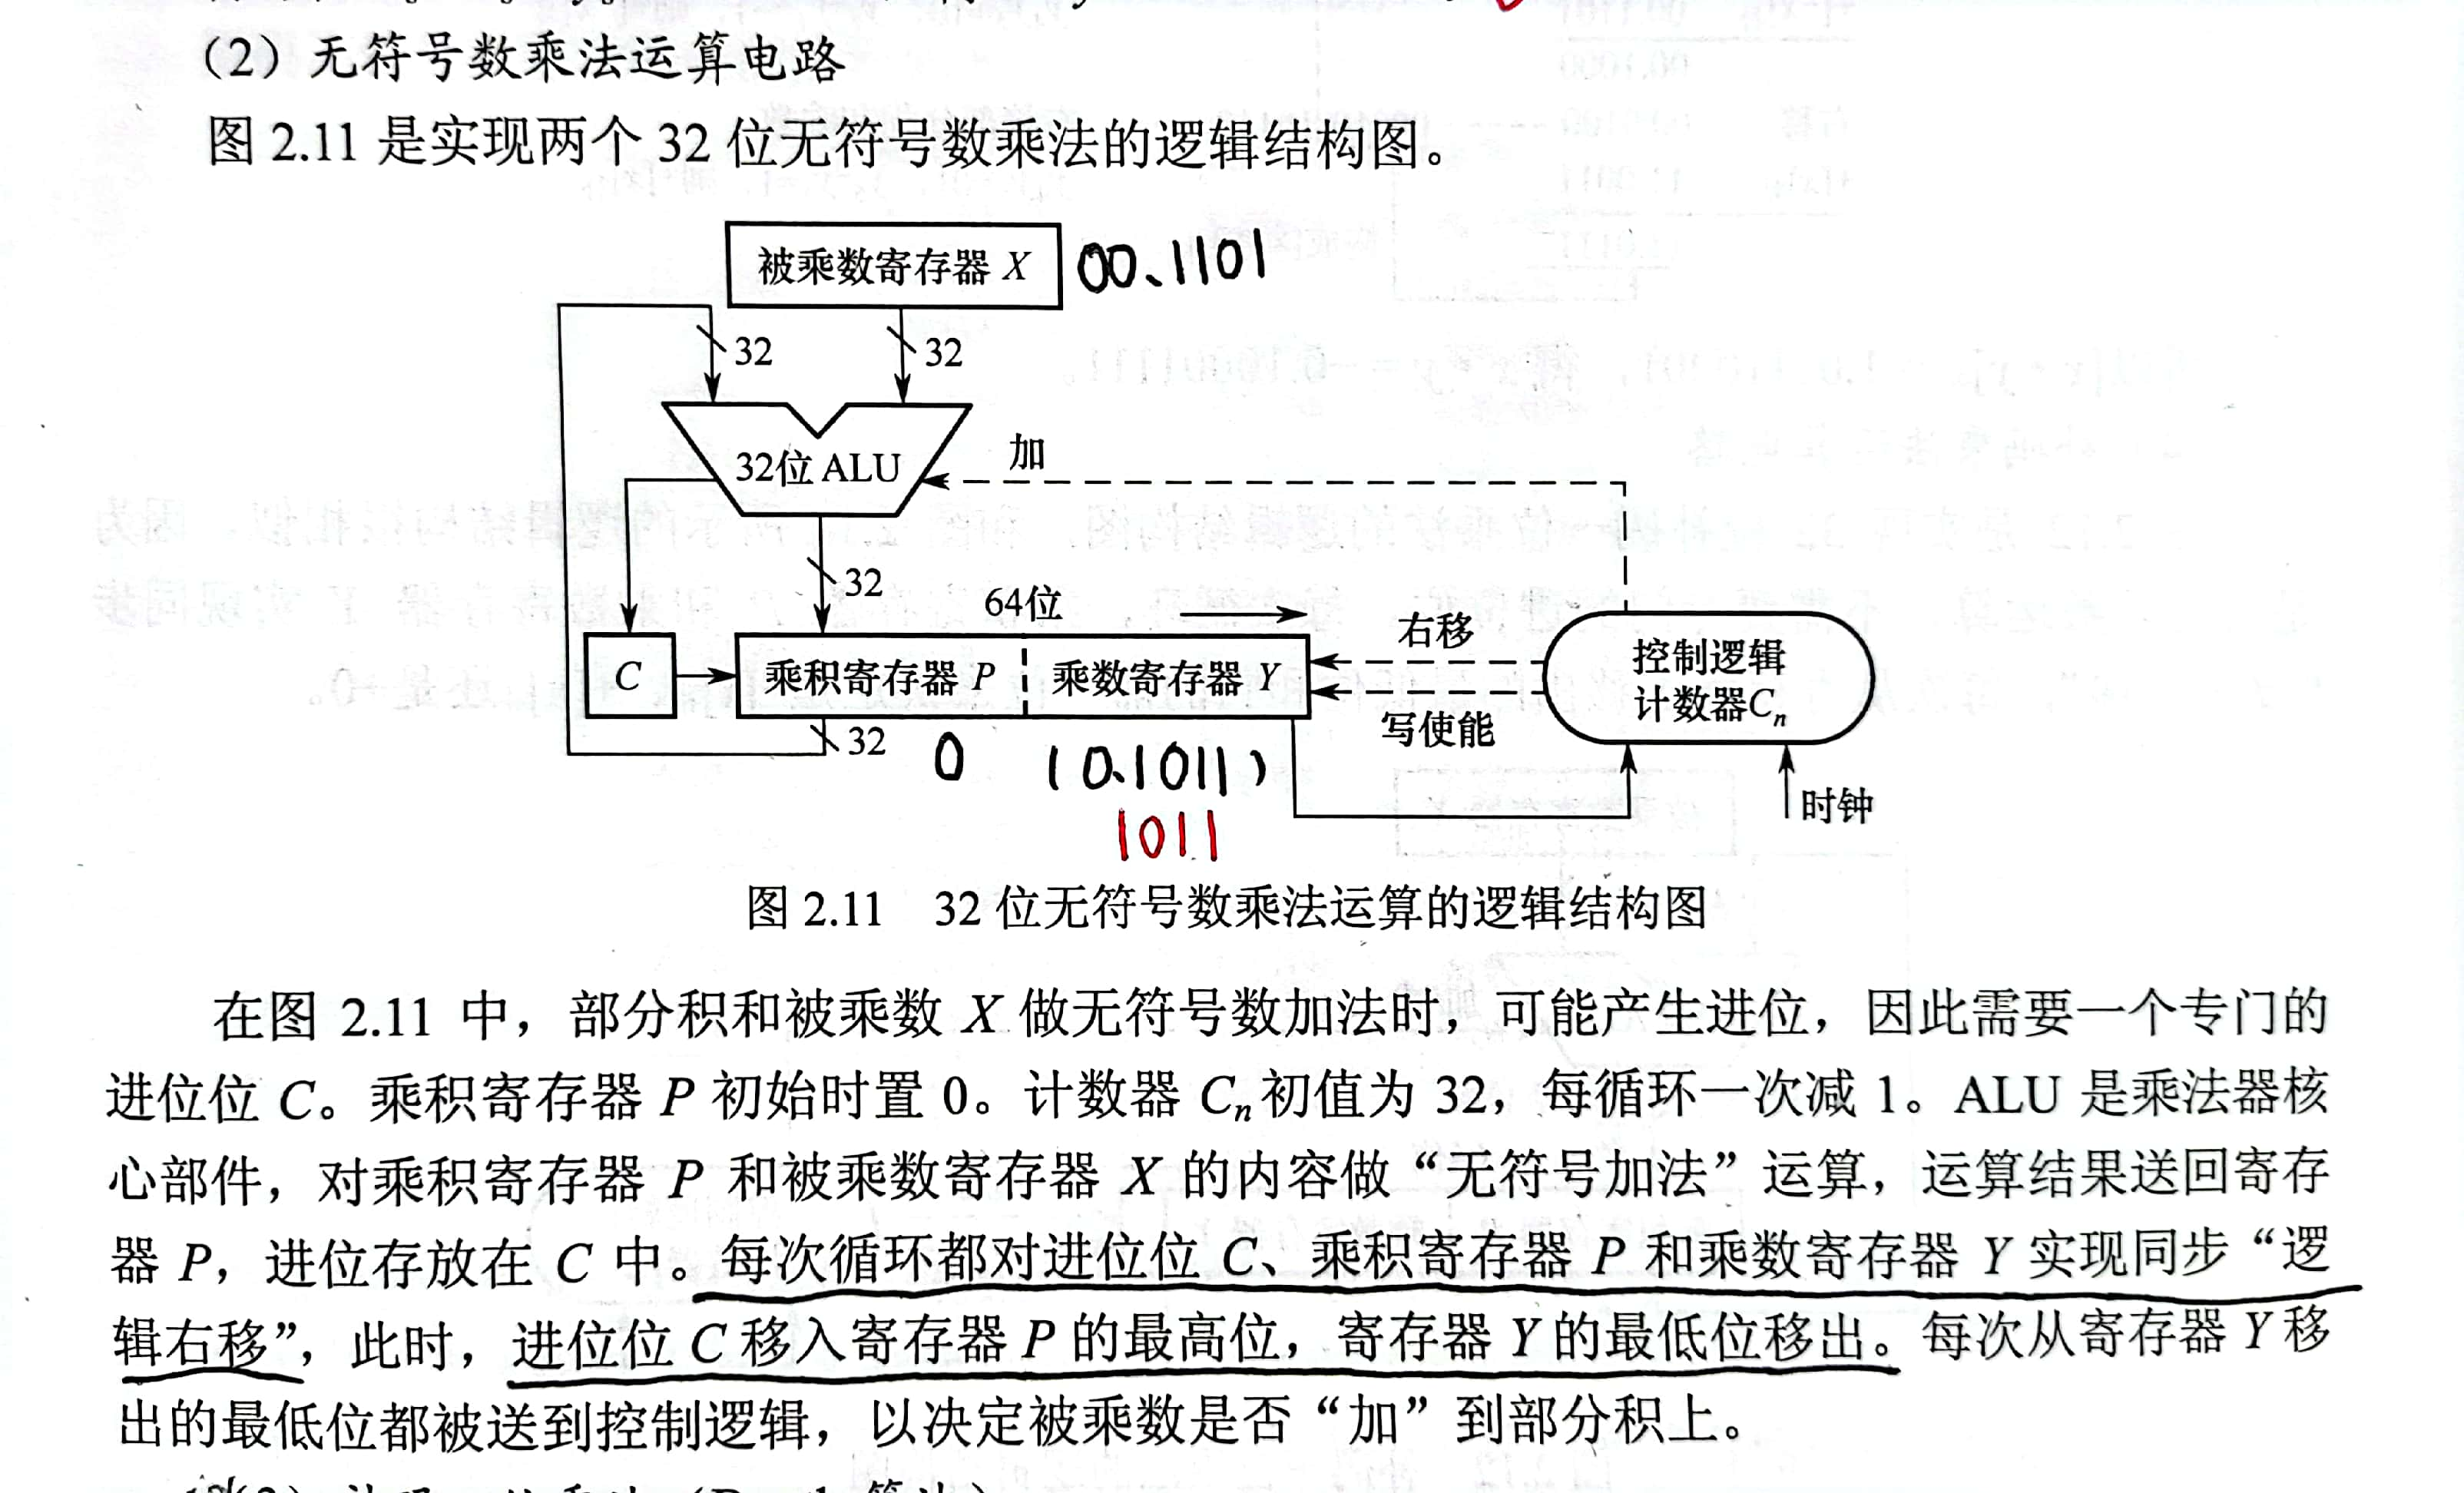 （2）无符号数乘法运算电路
图 2.11 是实现两个 32 位无符号数乘法的逻辑结构图。
被乘数寄存器 X 00.1101
32 32
加
32位 ALU
32
64位
右移
C 乘积寄存器 P 乘数寄存器 Y
控制逻辑
计数器Cn
写使能
32 0 (0.1011)
时钟
1011
图 2.11 32 位无符号数乘法运算的逻辑结构图
在图 2.11 中，部分积和被乘数 X 做无符号数加法时，可能产生进位，因此需要一个专门的
进位位 C。乘积寄存器 P 初始时置 0。计数器 Cn初值为 32，每循环一次减 1。ALU 是乘法器核
心部件，对乘积寄存器 P 和被乘数寄存器 X 的内容做“无符号加法”运算，运算结果送回寄存
器 P，进位存放在 C 中。每次循环都对进位位 C、乘积寄存器 P 和乘数寄存器 Y 实现同步“逻
辑右移”，此时，进位位 C 移入寄存器 P 的最高位，寄存器 Y 的最低位移出。每次从寄存器 Y 移
出的最低位都被送到控制逻辑，以决定被乘数是否“加”到部分积上。